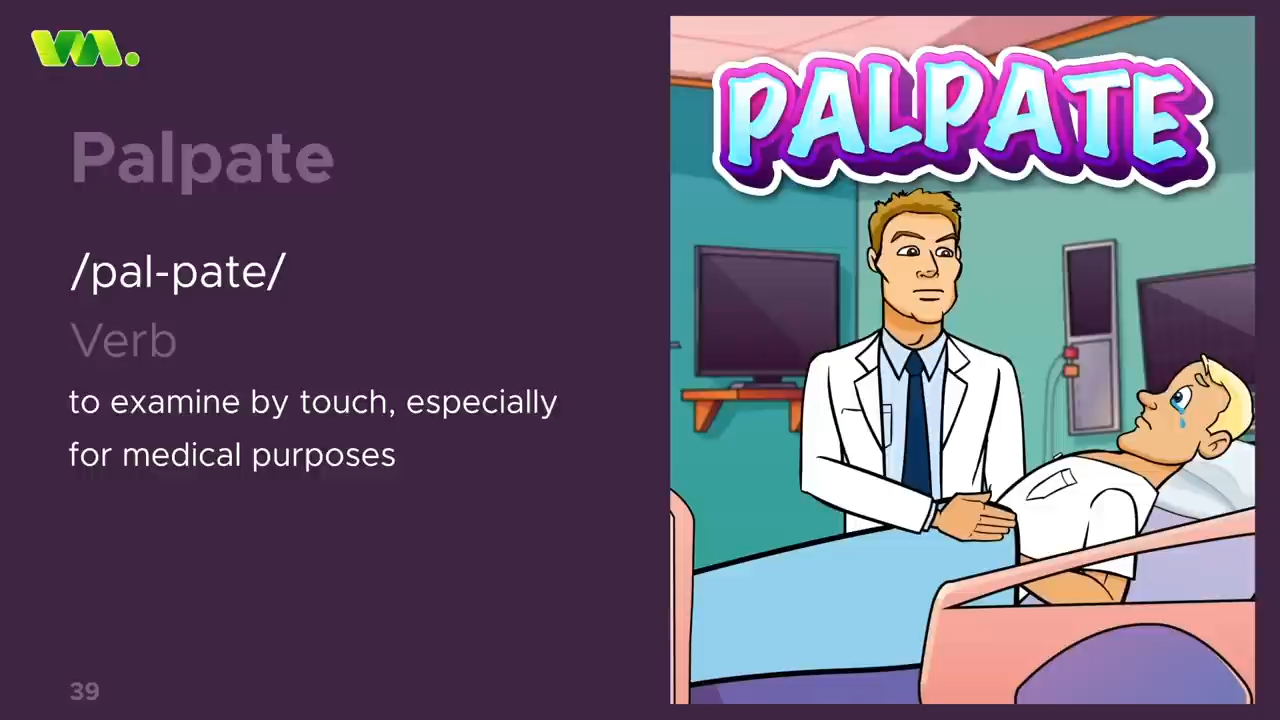 VA.
Palpate
/pal-pate/
Verb
to examine by touch, especially
for medical purposes
39
PALPATE